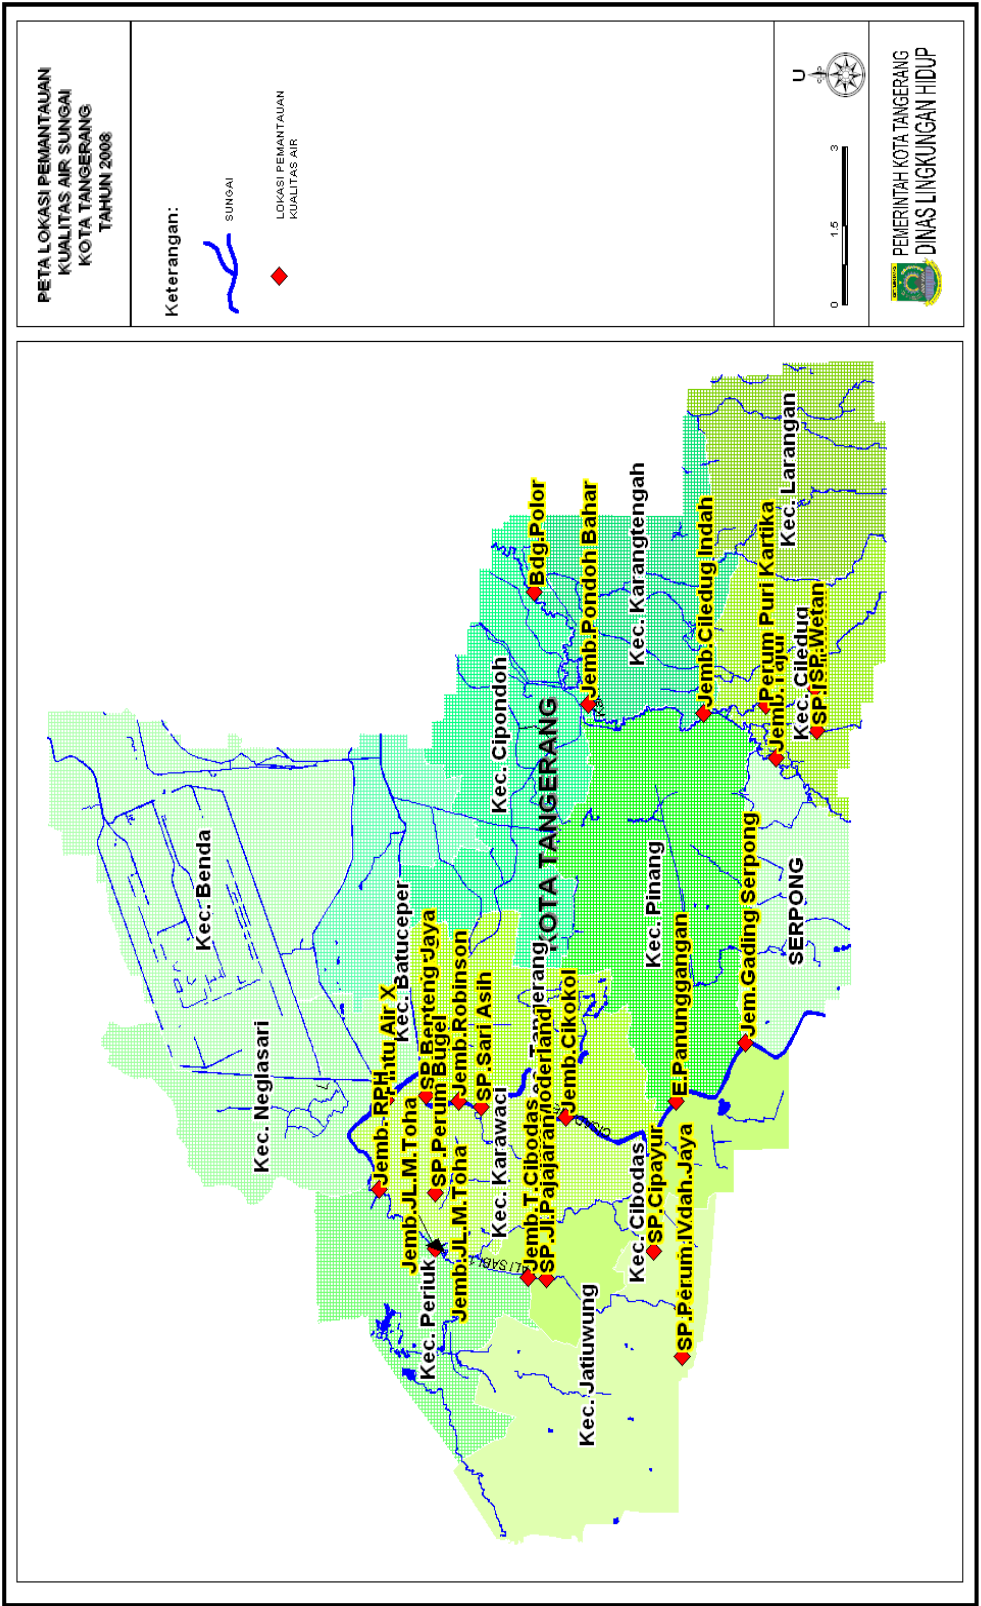 PETA LOKASI PEMANTAUAN
KUALITAS AIR SUNGAI
KOTA TANGERANG
TAHUN 2008
Keterangan:
SUNGAI
LOKASI PEMANTAUAN
KUALITAS AIR
U
0 1.5 3
PEMERINTAH KOTA TANGERANG
DINAS LINGKUNGAN HIDUP
Kec. Benda
Kec. Neglasari
Kec. Batuceper
Jemb. RPH
Pintu Air X
Jemb.JL.M.Toha
SP.Benteng Jaya
SP.Perum Bugel
Kec. Periuk
Jemb.JL.M.Toha
Jemb.Robinson
SP.Sari Asih
Kec. Karawaci
Kec. Cipondoh
Bdg.Polor
KOTA TANGERANG
Tangerang
Jemb.T.Cibodas
SP.Jl.Pajajaran
Moderland
Jemb.Cikokol
Jemb.Pondoh Bahar
Kec. Jatiuwung
Kec. Cibodas
Kec. Karangtengah
Kec. Pinang
SP.Cipayur
E.Panunggangan
SP.Perum.IV
Jemb.Ciledug Indah
Jem.Gading Serpong
Perum Puri Kartika
Jemb.Tajur
Kec. Larangan
Kec. Ciledug
SERPONG
SP.Wetan